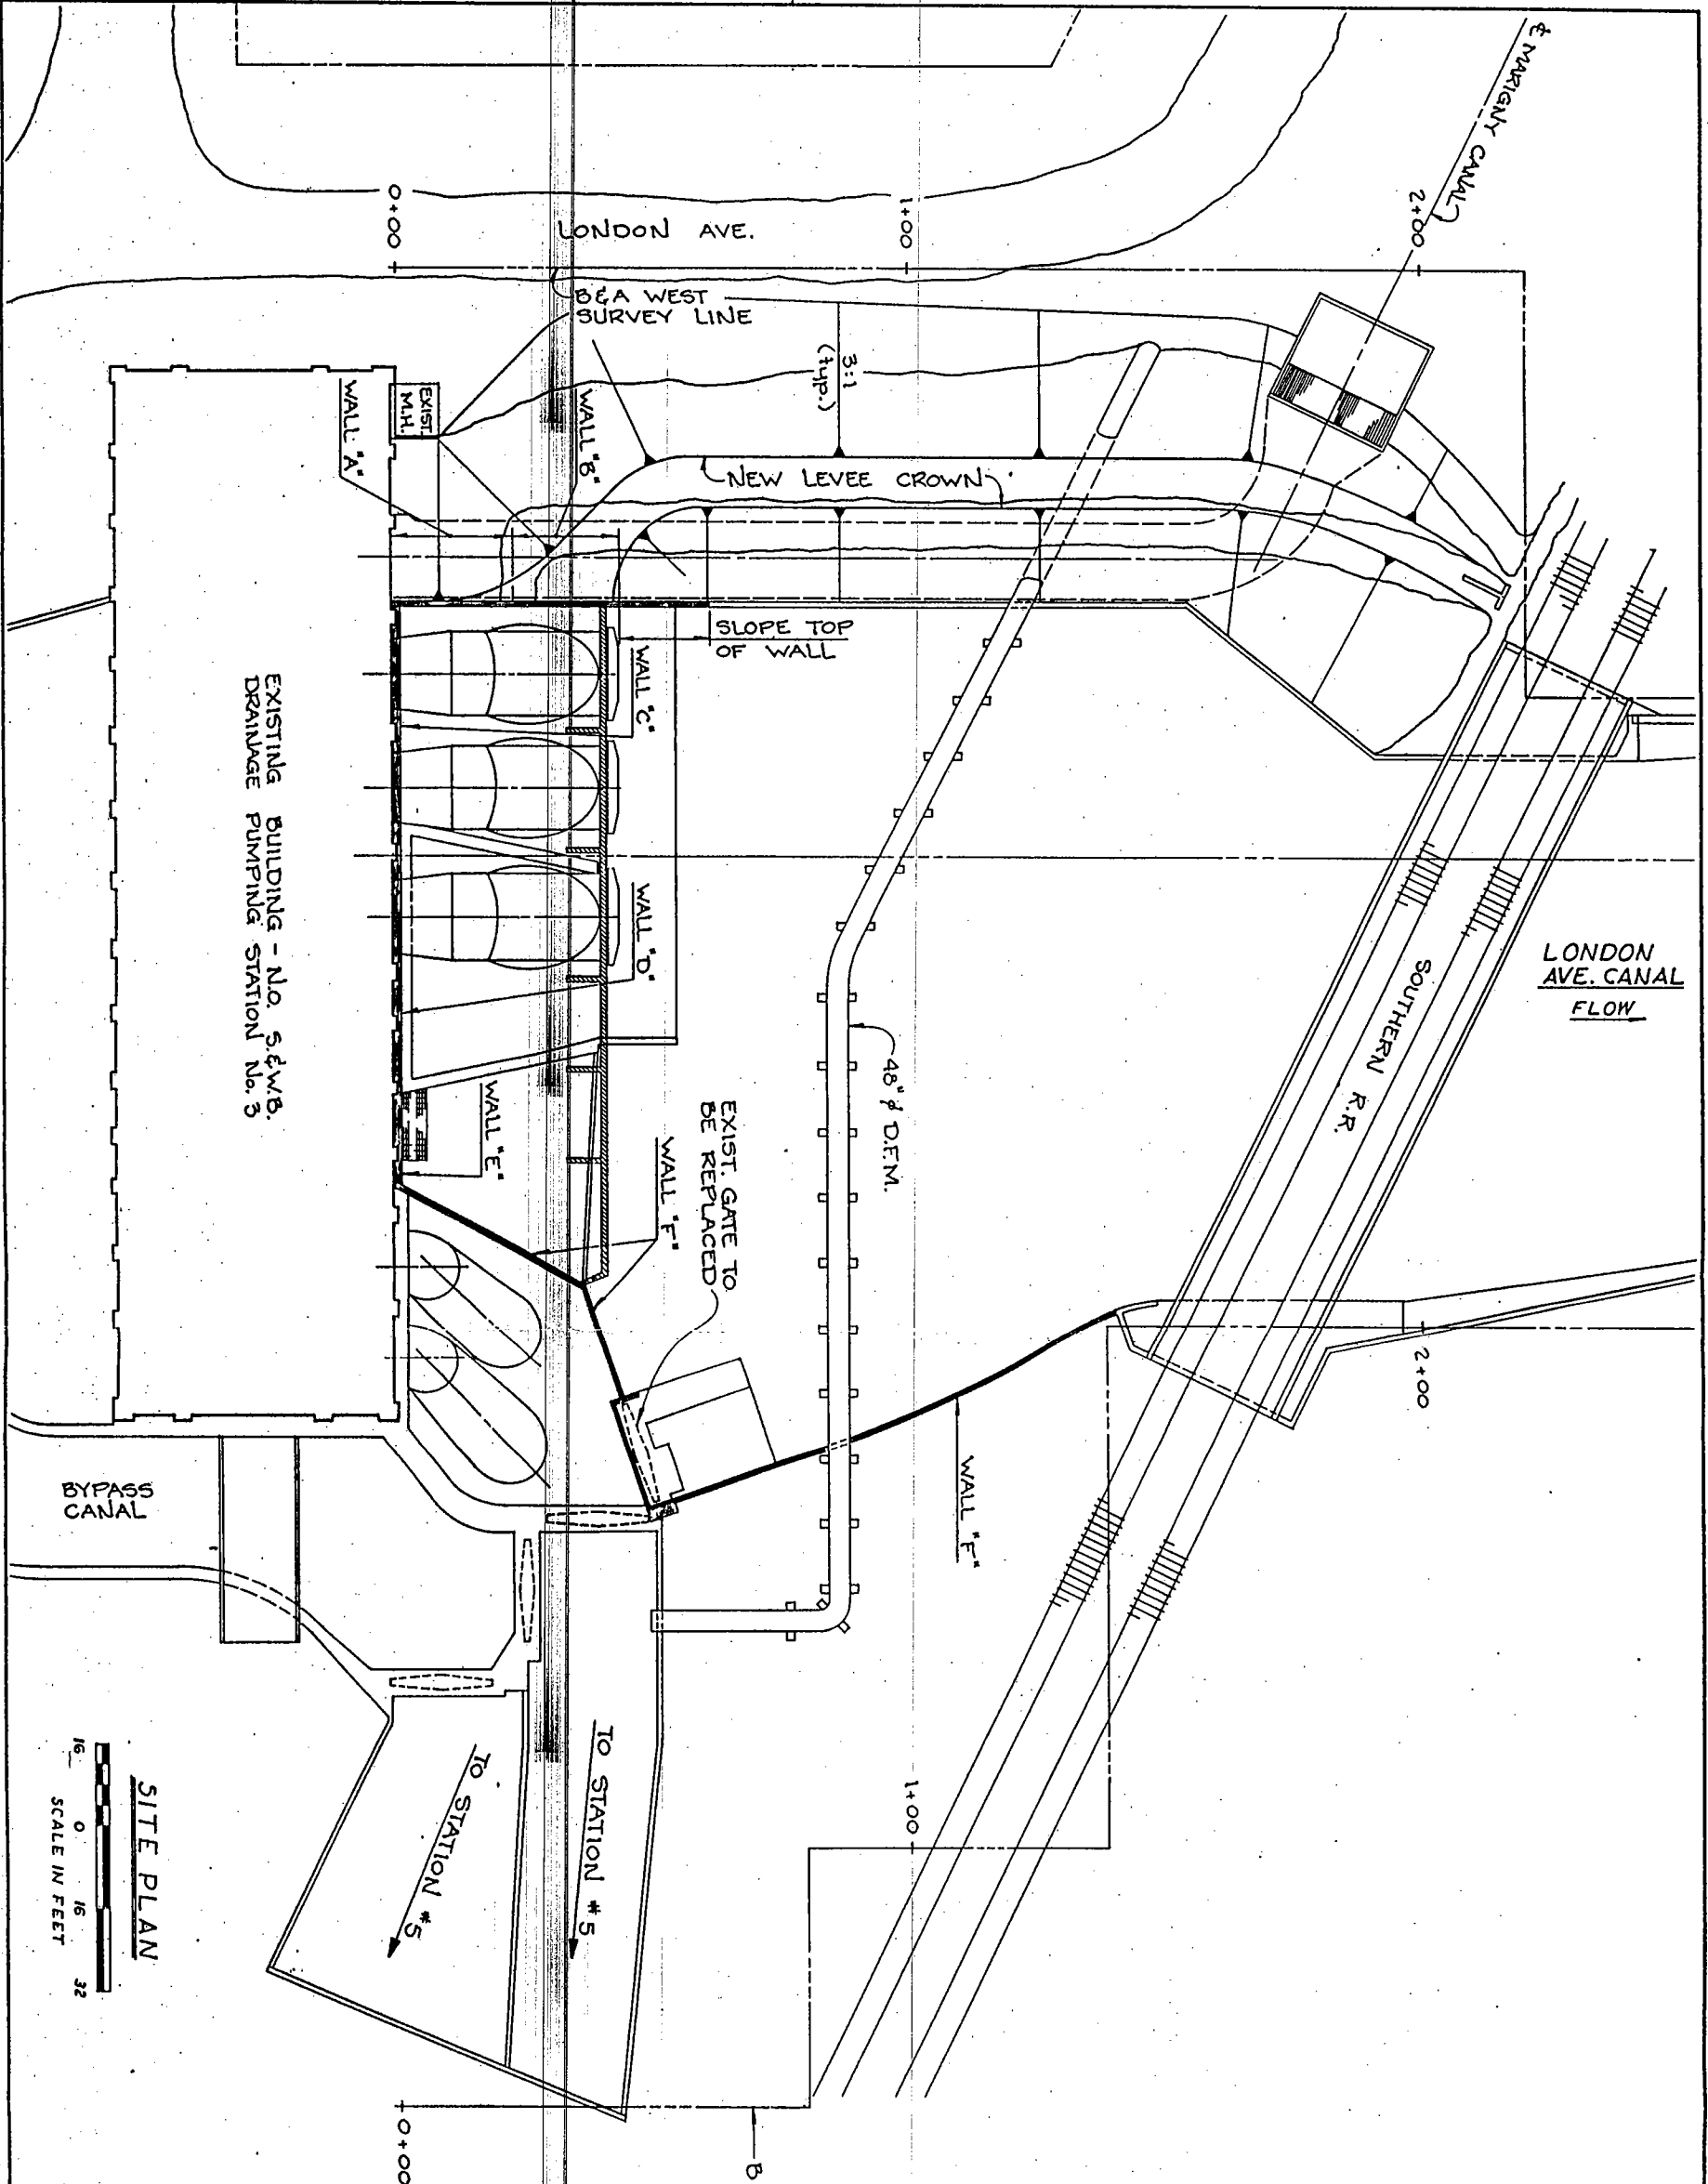 ℄ MARIGNY CANAL
0+00
LONDON AVE.
1+00
2+00
B&A WEST
SURVEY LINE
3:1
(typ.)
EXIST.
M.H.
WALL "A"
WALL "B"
NEW LEVEE CROWN
SLOPE TOP
OF WALL
WALL "C"
WALL "D"
EXISTING BUILDING - N.O. S.&W.B.
DRAINAGE PUMPING STATION No. 3
LONDON
AVE. CANAL
FLOW
SOUTHERN R.R.
48" ϕ D.F.M.
EXIST. GATE TO
BE REPLACED
WALL "E"
WALL "F"
2+00
WALL "F"
BYPASS
CANAL
TO STATION #5
TO STATION #5
1+00
0+00
B
SITE PLAN
16 0 16 32
SCALE IN FEET